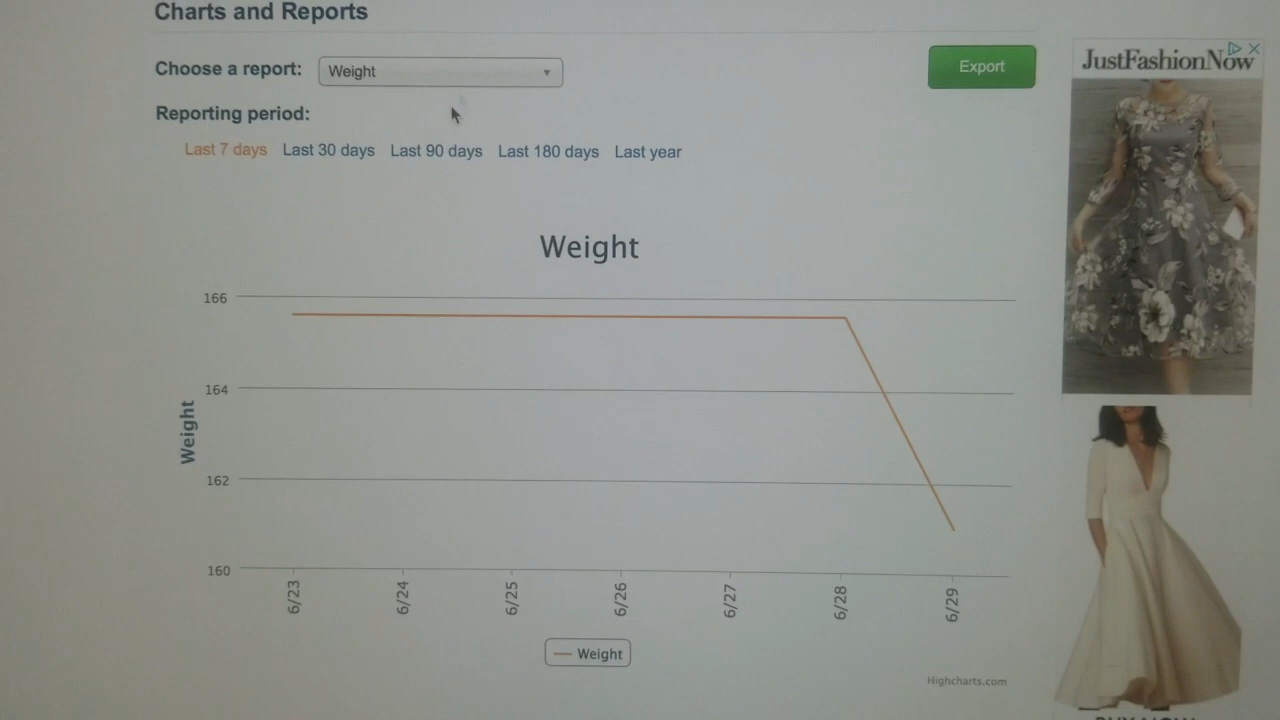 Charts and Reports
Choose a report: Weight
Export
Reporting period:
Last 7 days Last 30 days Last 90 days Last 180 days Last year
Weight
166
164
162
160
Weight
6/23 6/24 6/25 6/26 6/27 6/28 6/29
Weight
Highcharts.com
JustFashionNow
BUY NOW